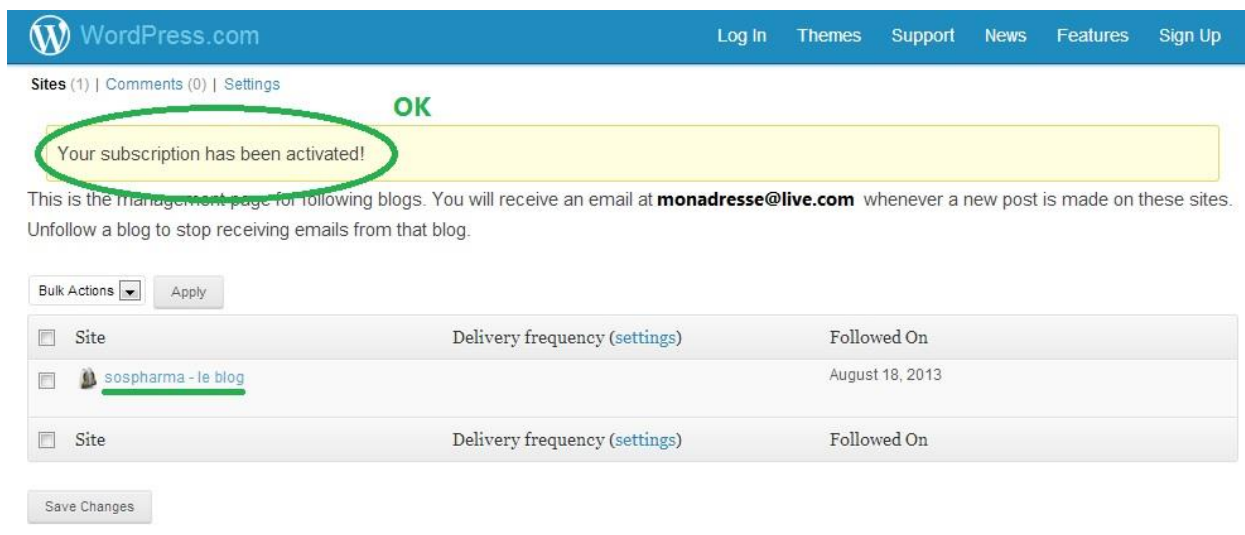 WordPress.com Log In Themes Support News Features Sign Up
Sites (1) | Comments (0) | Settings
OK
Your subscription has been activated!
This is the management page for following blogs. You will receive an email at monadresse@live.com whenever a new post is made on these sites.
Unfollow a blog to stop receiving emails from that blog.
Bulk Actions Apply
Site Delivery frequency (settings) Followed On
sospharma - le blog August 18, 2013
Site Delivery frequency (settings) Followed On
Save Changes